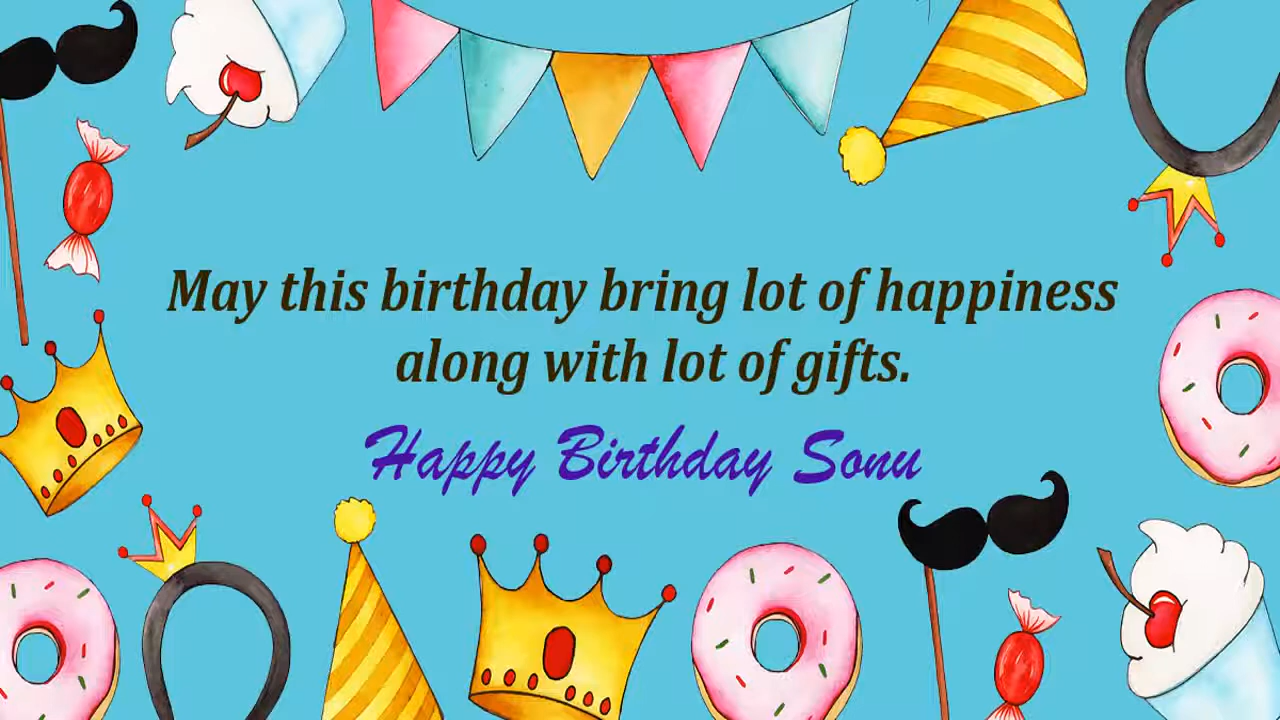 May this birthday bring lot of happiness
along with lot of gifts.
Happy Birthday Sonu